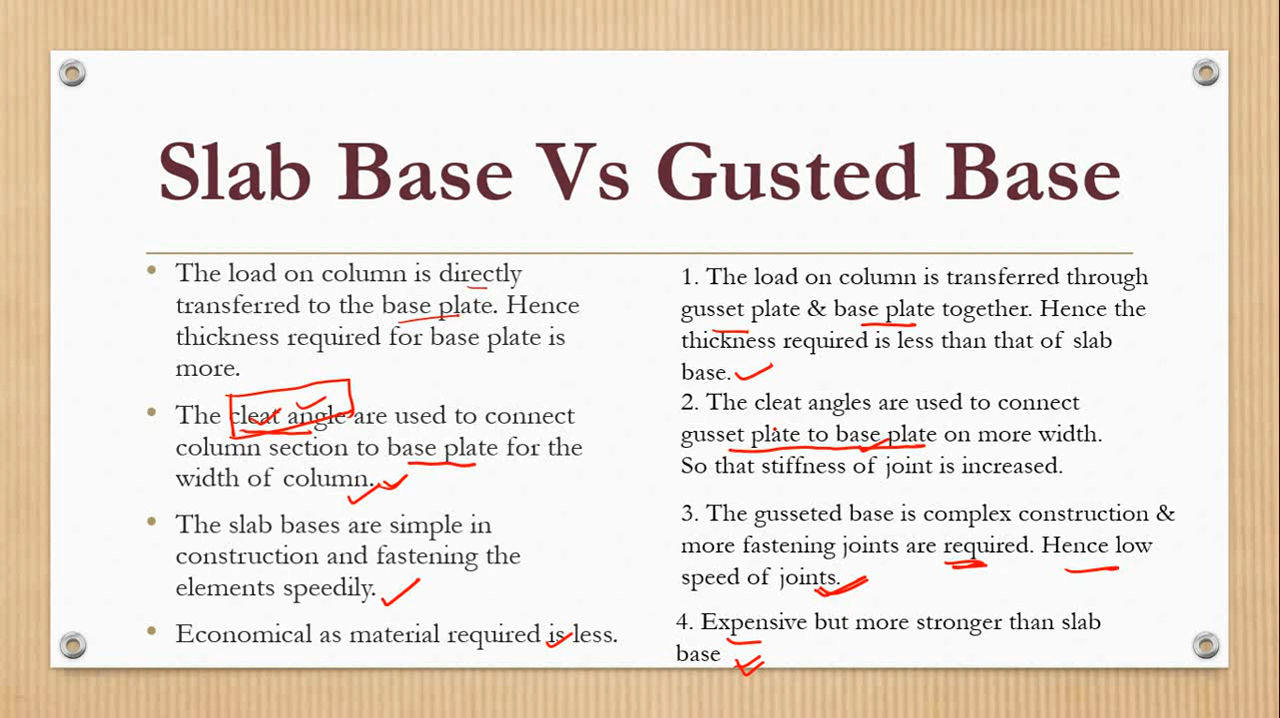 Slab Base Vs Gusted Base
The load on column is directly
transferred to the base plate. Hence
thickness required for base plate is
more.
The cleat angle are used to connect
column section to base plate for the
width of column.
The slab bases are simple in
construction and fastening the
elements speedily.
Economical as material required is less.
1. The load on column is transferred through
gusset plate & base plate together. Hence the
thickness required is less than that of slab
base.
2. The cleat angles are used to connect
gusset plate to base plate on more width.
So that stiffness of joint is increased.
3. The gusseted base is complex construction &
more fastening joints are required. Hence low
speed of joints.
4. Expensive but more stronger than slab
base